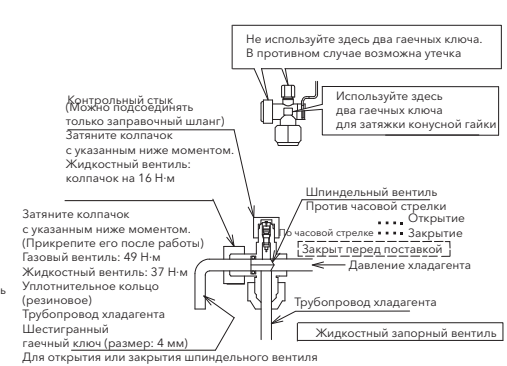 Не используйте здесь два гаечных ключа.
В противном случае возможна утечка
Используйте здесь
два гаечных ключа
для затяжки конусной гайки
Контрольный стык
(Можно подсоединять
только заправочный шланг)
Затяните колпачок
с указанным ниже моментом.
Жидкостный вентиль:
колпачок на 16 Н·м
Шпиндельный вентиль
Против часовой стрелки
Открытие
По часовой стрелке
Закрытие
Закрыт перед поставкой
Давление хладагента
Затяните колпачок
с указанным ниже моментом.
(Прикрепите его после работы)
Газовый вентиль: 49 Н·м
Жидкостный вентиль: 37 Н·м
ь
Уплотнительное кольцо
(резиновое)
Трубопровод хладагента
Шестигранный
гаечный ключ (размер: 4 мм)
Для открытия или закрытия шпиндельного вентиля
Трубопровод хладагента
Жидкостный запорный вентиль